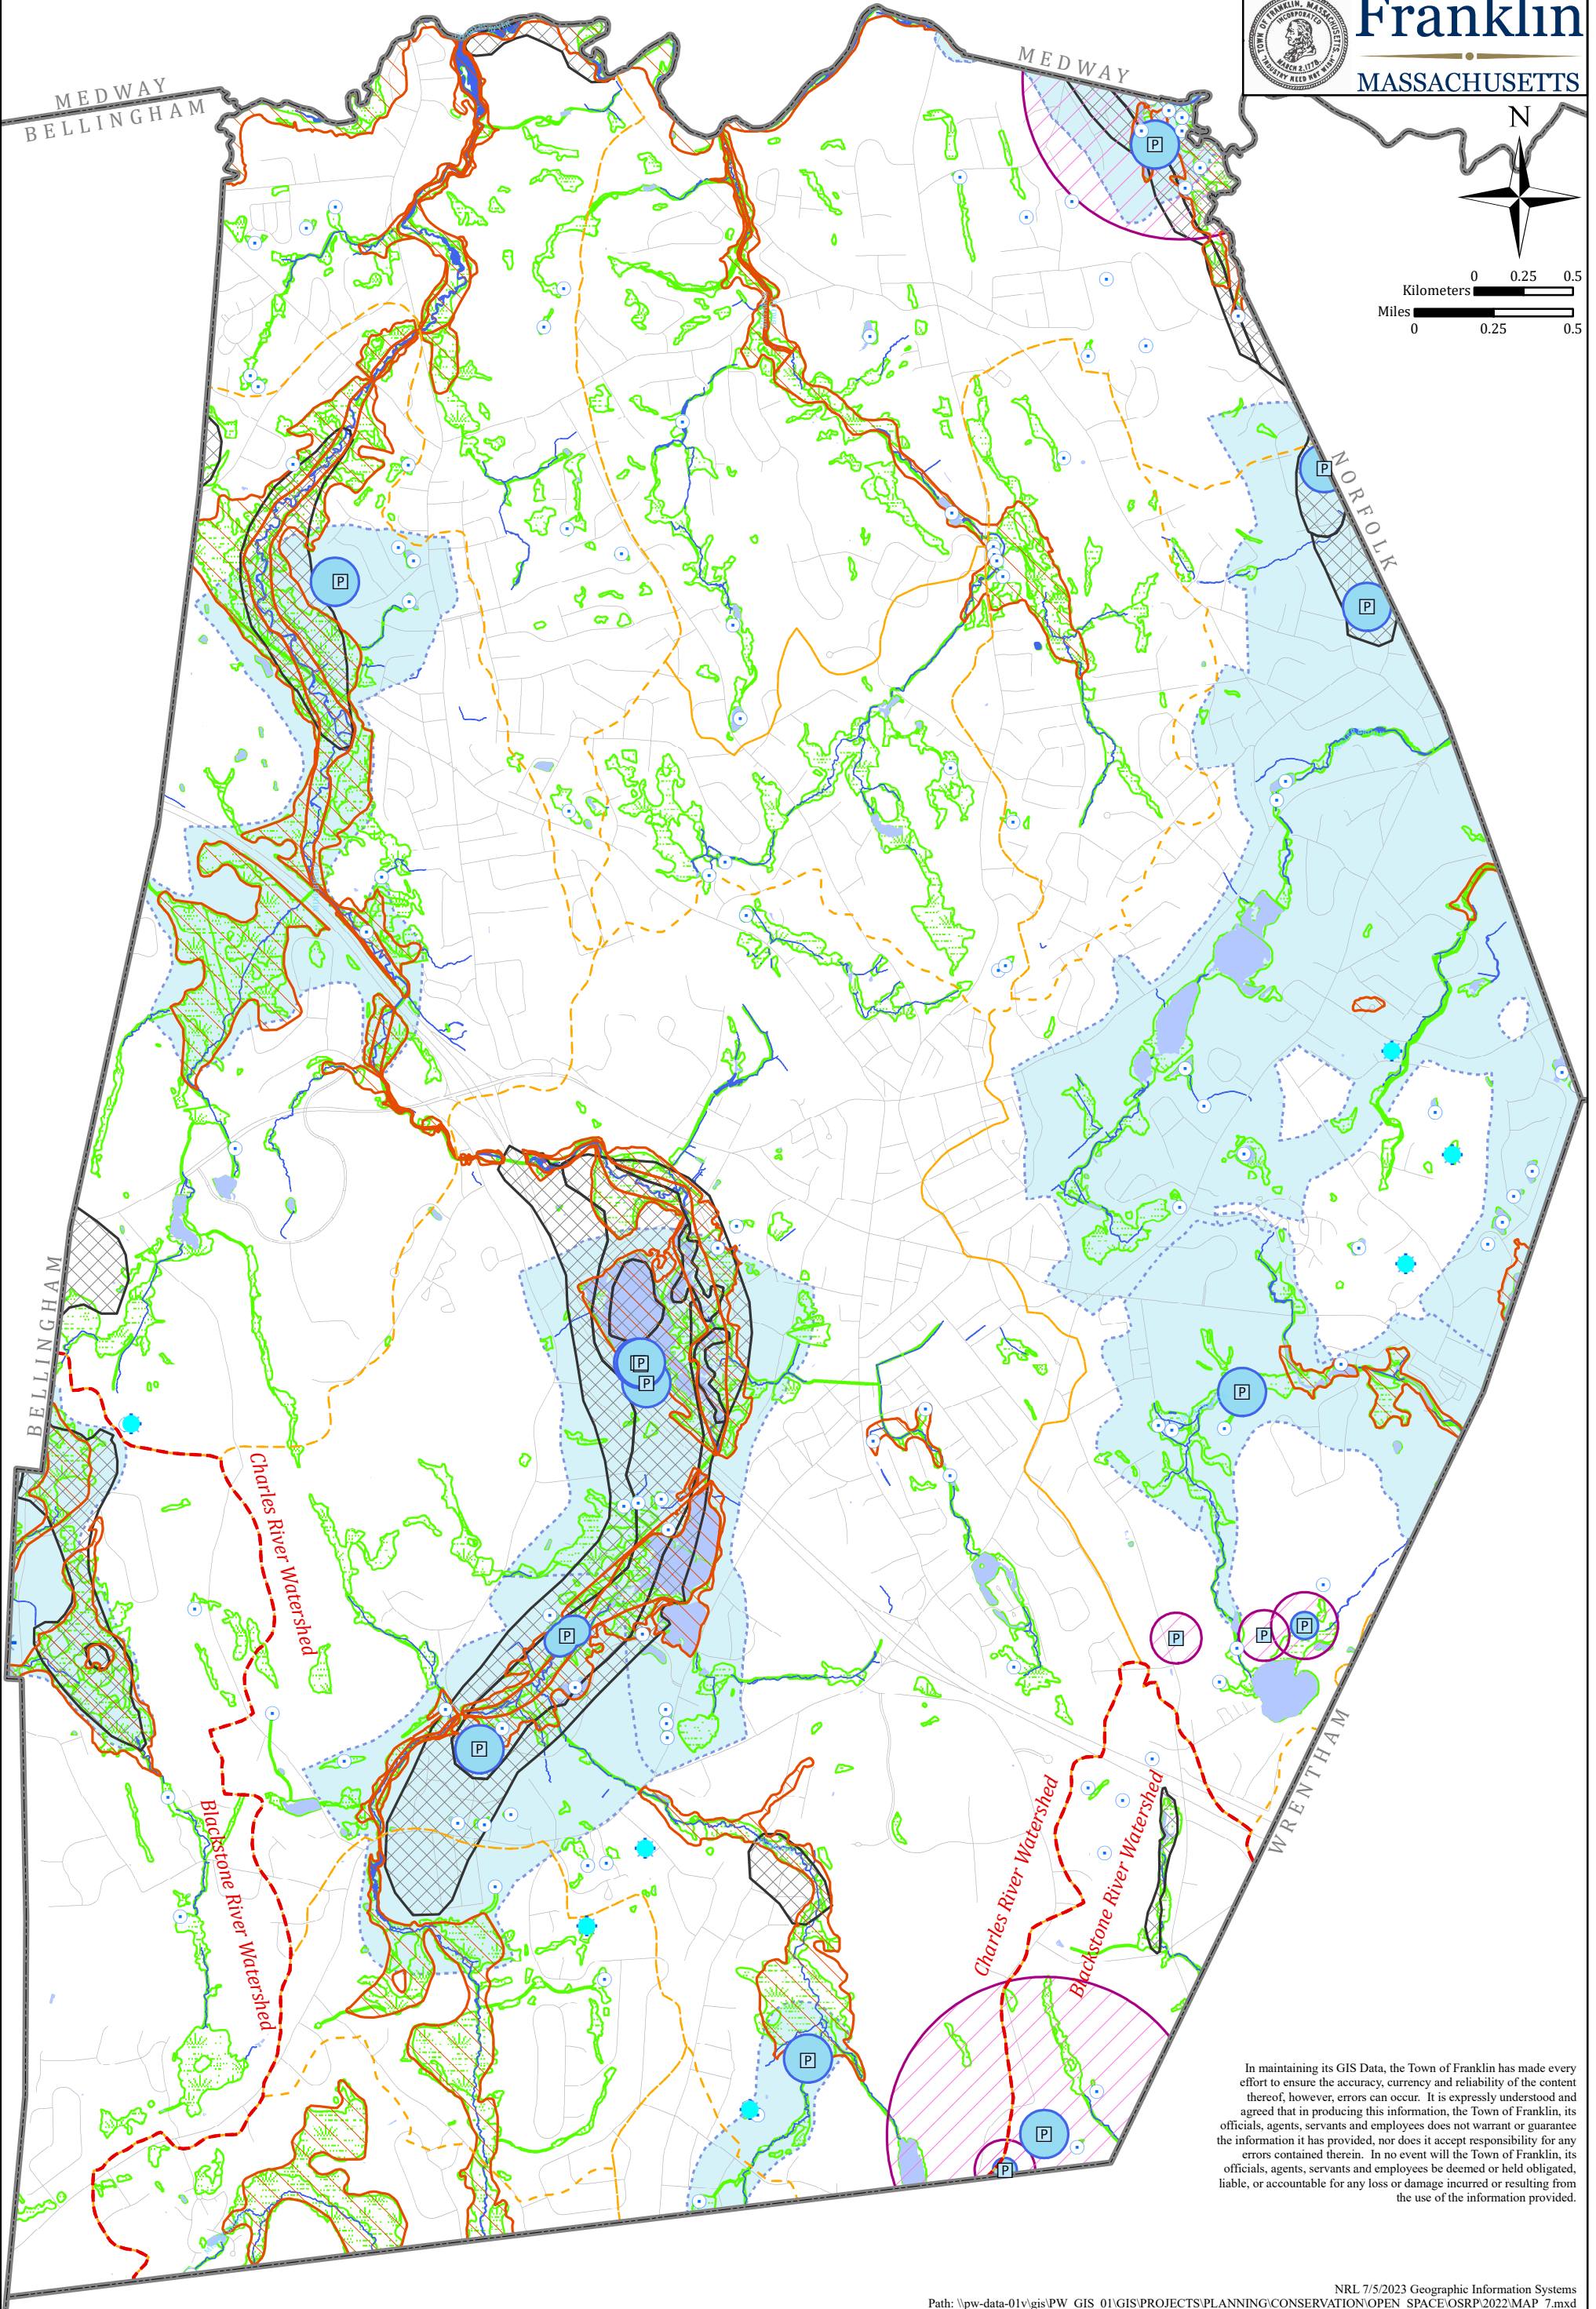 Franklin
MASSACHUSETTS
TOWN OF FRANKLIN, MASSACHUSETTS
INCORPORATED
MARCH 2, 1778
INDUSTRY NEED NOT WISH
MEDWAY
BELLINGHAM
MEDWAY
N
0 0.25 0.5
Kilometers
Miles
0 0.25 0.5
NORFOLK
P
P
P
P
BELLINGHAM
P
P
P
Charles River Watershed
P
P
P
P
P
WRENTHAM
Charles River Watershed
Blackstone River Watershed
Blackstone River Watershed
P
P
P
In maintaining its GIS Data, the Town of Franklin has made every
effort to ensure the accuracy, currency and reliability of the content
thereof, however, errors can occur. It is expressly understood and
agreed that in producing this information, the Town of Franklin, its
officials, agents, servants and employees does not warrant or guarantee
the information it has provided, nor does it accept responsibility for any
errors contained therein. In no event will the Town of Franklin, its
officials, agents, servants and employees be deemed or held obligated,
liable, or accountable for any loss or damage incurred or resulting from
the use of the information provided.
NRL 7/5/2023 Geographic Information Systems
Path: \\pw-data-01v\gis\PW_GIS_01\GIS\PROJECTS\PLANNING\CONSERVATION\OPEN_SPACE\OSRP\2022\MAP_7.mxd